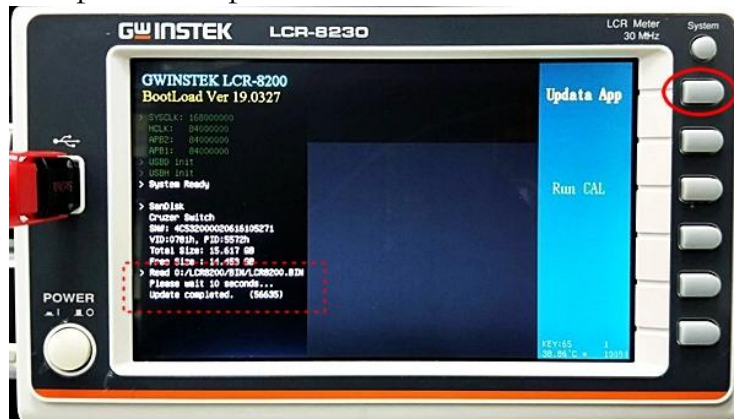 GWINSTEK LCR-8230
LCR Meter
30 MHz
System
GWINSTEK LCR-8200
BootLoad Ver 19.0327
> SYSCLK: 168000000
HCLK: 84000000
APB2: 84000000
APB1: 84000000
> USBD init
> USBH init
> System Ready
> SanDisk
Cruzer Switch
SN#: 4C532000020616105271
VID:0781h, PID:5572h
Total Size: 15.617 GB
Free Size : 14.453 GB
> Read 0:/LCR8200/BIN/LCR8200.BIN
Please wait 10 seconds...
Update completed. (56635)
Updata App
Run CAL
KEY:65 1
POWER